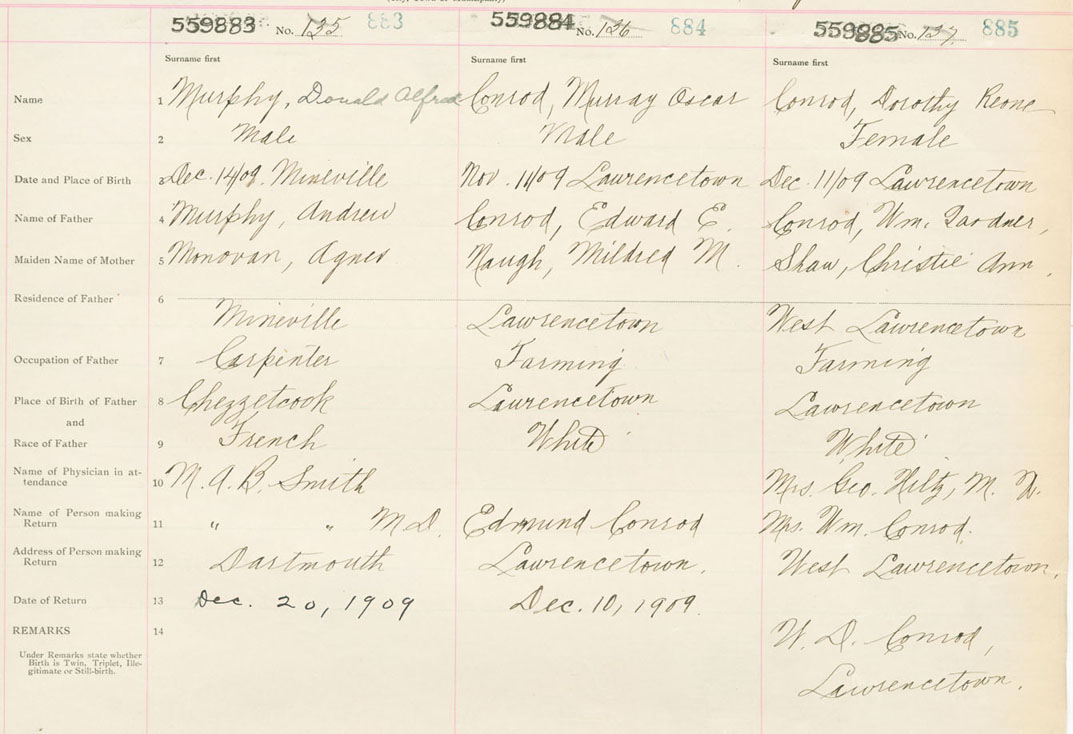 559883 No. 135 883 559884 No. 136 884 559885 No. 137 885
Surname first Surname first Surname first
Name 1 Murphy, Donald Alfred Conrod, Murray Oscar Conrod, Dorothy Reone
Sex 2 Male Male Female
Date and Place of Birth 3 Dec. 14/09. Mineville Nov. 11/09 Lawrencetown Dec. 11/09 Lawrencetown
Name of Father 4 Murphy, Andrew Conrod, Edward E. Conrod, Wm. Gardner,
Maiden Name of Mother 5 Monovan, Agnes Naugh, Mildred M. Shaw, Christie Ann.
Residence of Father 6
Mineville Lawrencetown West Lawrencetown
Occupation of Father 7 Carpenter Farming Farming
Place of Birth of Father 8 Chezzetcook Lawrencetown Lawrencetown
and
Race of Father 9 French White White
Name of Physician in at-
tendance 10 M. A. B. Smith Mrs. Geo. Hiltz, M. N.
Name of Person making
Return 11 " " M.D. Edmund Conrod Mrs. Wm. Conrod.
Address of Person making
Return 12 Dartmouth Lawrencetown. West Lawrencetown.
Date of Return 13 Dec. 20, 1909 Dec. 10, 1909.
REMARKS 14 W. D. Conrod,
Under Remarks state whether
Birth is Twin, Triplet, Ille-
gitimate or Still-birth.
Lawrencetown.